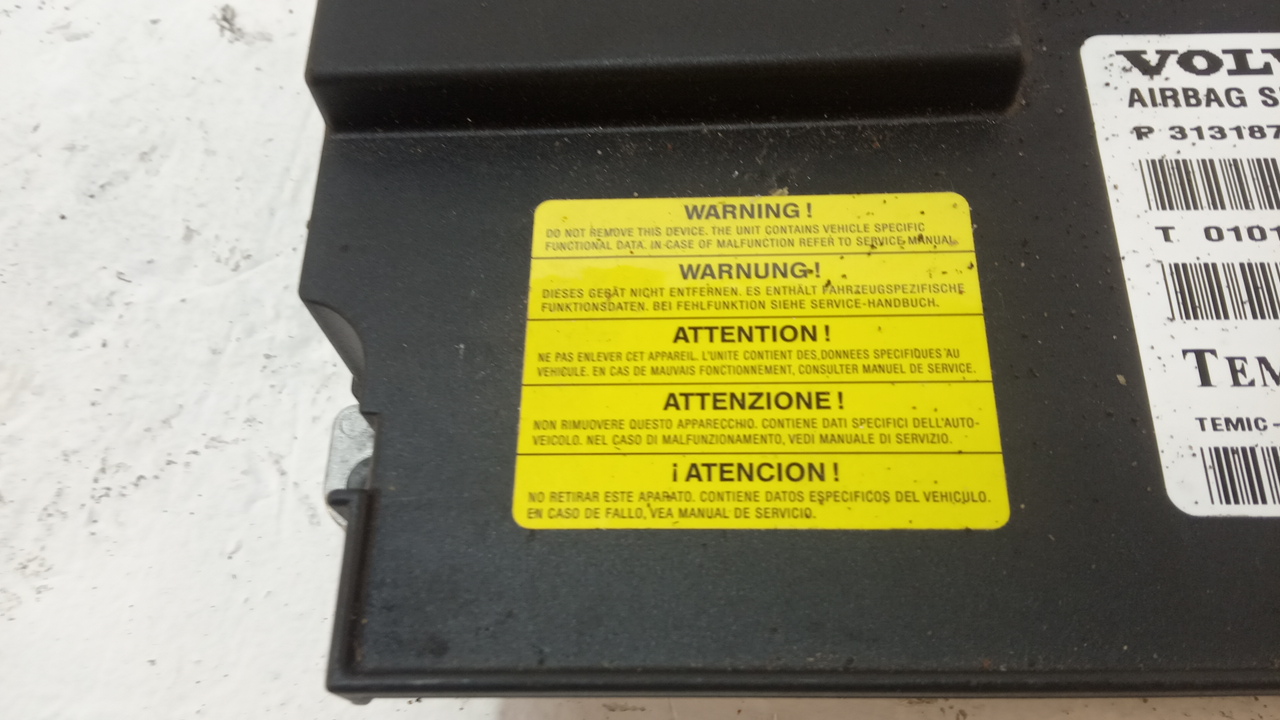 WARNING!
DO NOT REMOVE THIS DEVICE. THE UNIT CONTAINS VEHICLE SPECIFIC
FUNCTIONAL DATA. IN CASE OF MALFUNCTION REFER TO SERVICE MANUAL.
WARNUNG!
DIESES GERÄT NICHT ENTFERNEN. ES ENTHÄLT FAHRZEUGSPEZIFISCHE
FUNKTIONSDATEN. BEI FEHLFUNKTION SIEHE SERVICE-HANDBUCH.
ATTENTION!
NE PAS ENLEVER CET APPAREIL. L'UNITE CONTIENT DES DONNEES SPECIFIQUES AU
VEHICULE. EN CAS DE MAUVAIS FONCTIONNEMENT, CONSULTER MANUEL DE SERVICE.
ATTENZIONE!
NON RIMUOVERE QUESTO APPARECCHIO. CONTIENE DATI SPECIFICI DELL'AUTO-
VEICOLO. NEL CASO DI MALFUNZIONAMENTO, VEDI MANUALE DI SERVIZIO.
¡ATENCION!
NO RETIRAR ESTE APARATO. CONTIENE DATOS ESPECIFICOS DEL VEHICULO.
EN CASO DE FALLO, VEA MANUAL DE SERVICIO.
VOLV
AIRBAG S
P 313187
T 0101
TEM
TEMIC-